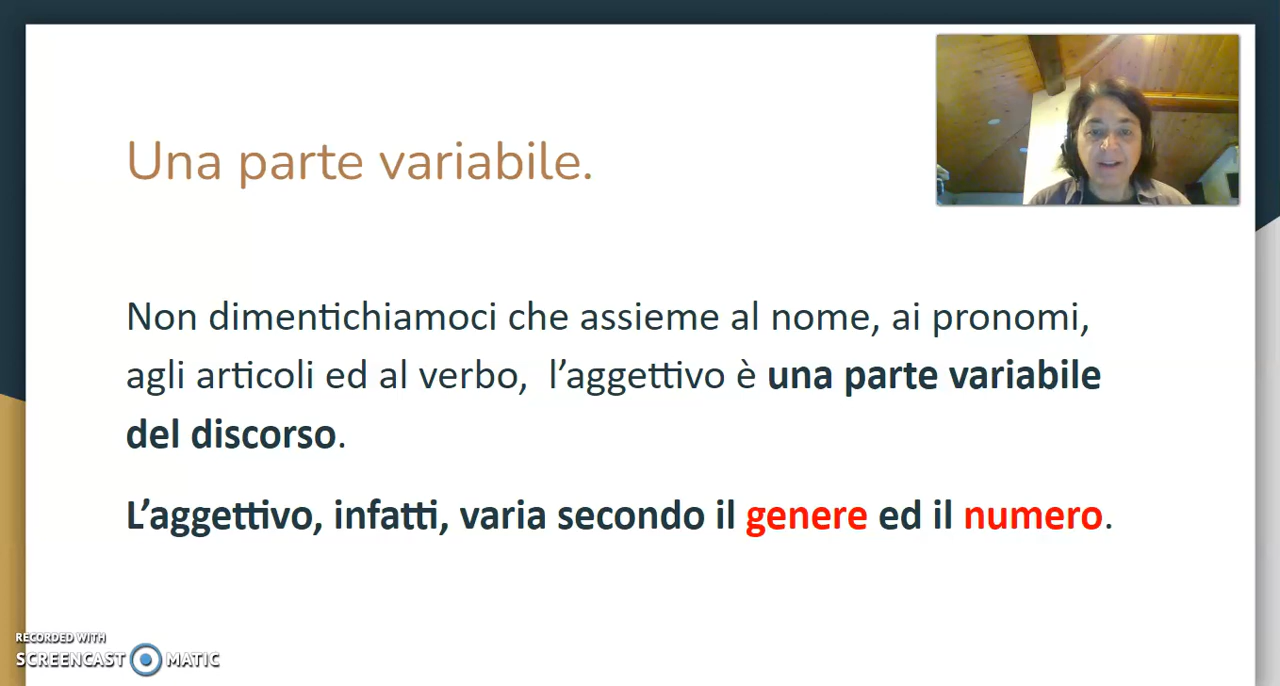 Una parte variabile.
Non dimentichiamoci che assieme al nome, ai pronomi,
agli articoli ed al verbo,  l’aggettivo è una parte variabile
del discorso.
L’aggettivo, infatti, varia secondo il genere ed il numero.
RECORDED WITH
SCREENCAST MATIC